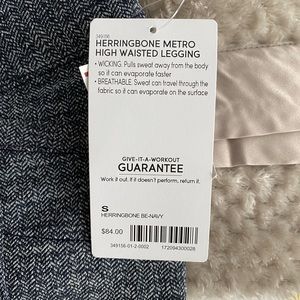 349156
HERRINGBONE METRO
HIGH WAISTED LEGGING
• WICKING. Pulls sweat away from the body
so it can evaporate faster
• BREATHABLE. Sweat can travel through the
fabric so it can evaporate on the surface
GIVE-IT-A-WORKOUT
GUARANTEE
Work it out. If it doesn't perform, return it.
S
HERRINGBONE BE-NAVY
$84.00
349156-01-2-0002
172094300028